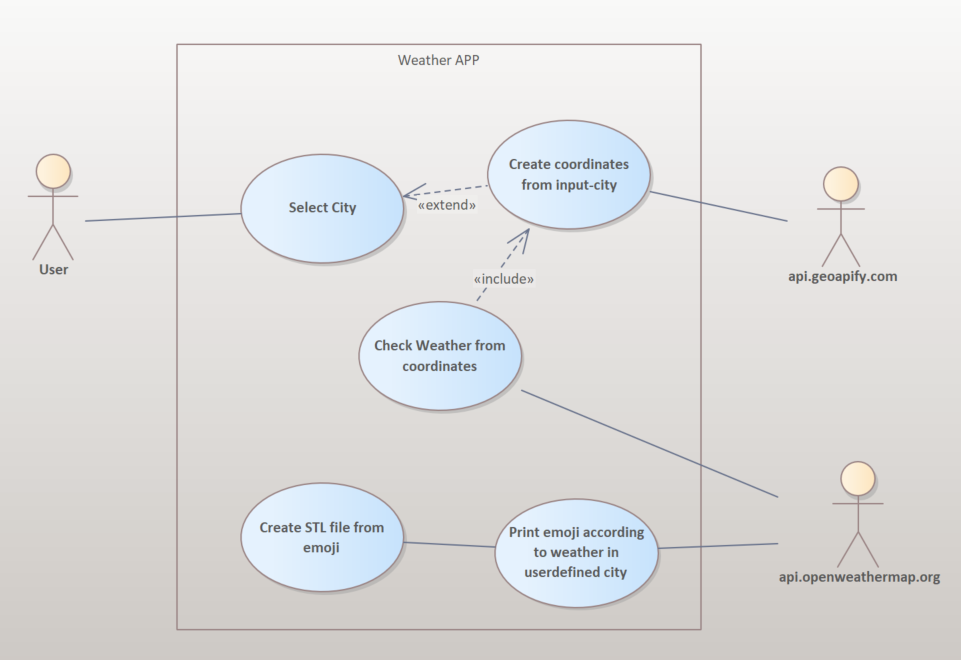 Weather APP
Create coordinates
from input-city
Select City
«extend»
User
api.geoapify.com
«include»
Check Weather from
coordinates
Create STL file from
emoji
Print emoji according
to weather in
userdefined city
api.openweathermap.org